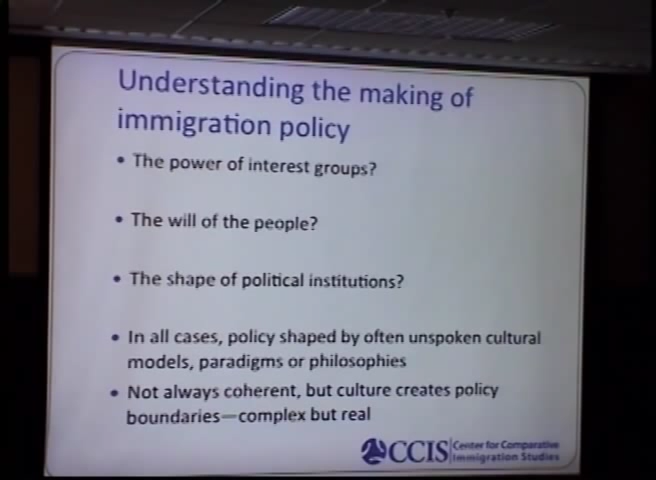 Understanding the making of
immigration policy
• The power of interest groups?
• The will of the people?
• The shape of political institutions?
• In all cases, policy shaped by often unspoken cultural
models, paradigms or philosophies
• Not always coherent, but culture creates policy
boundaries—complex but real
CCIS Center for Comparative
Immigration Studies